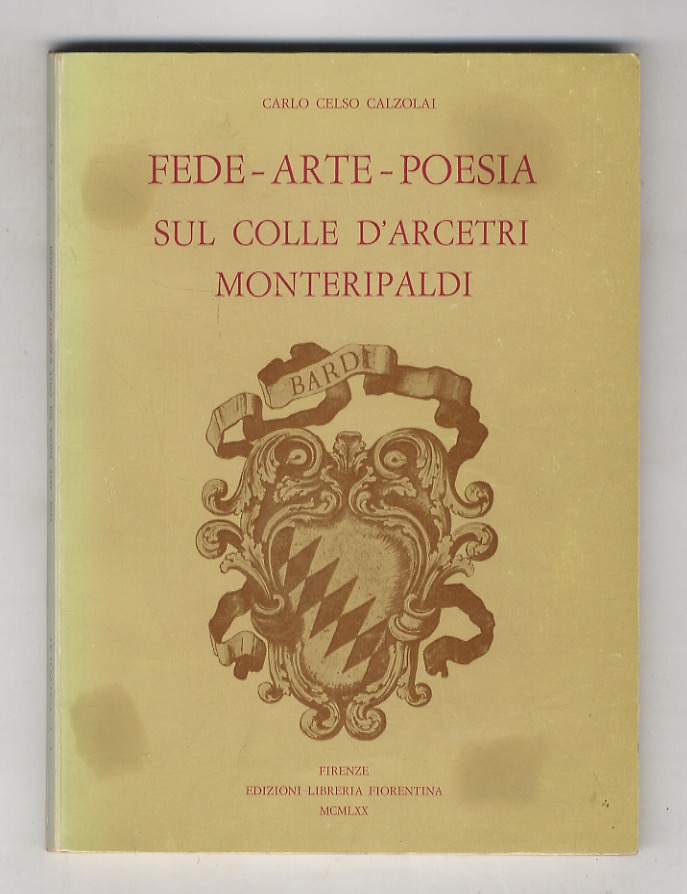 CARLO CELSO CALZOLAI
FEDE - ARTE - POESIA
SUL COLLE D'ARCETRI
MONTERIPALDI
BARDI
FIRENZE
EDIZIONI LIBRERIA FIORENTINA
MCMLXX